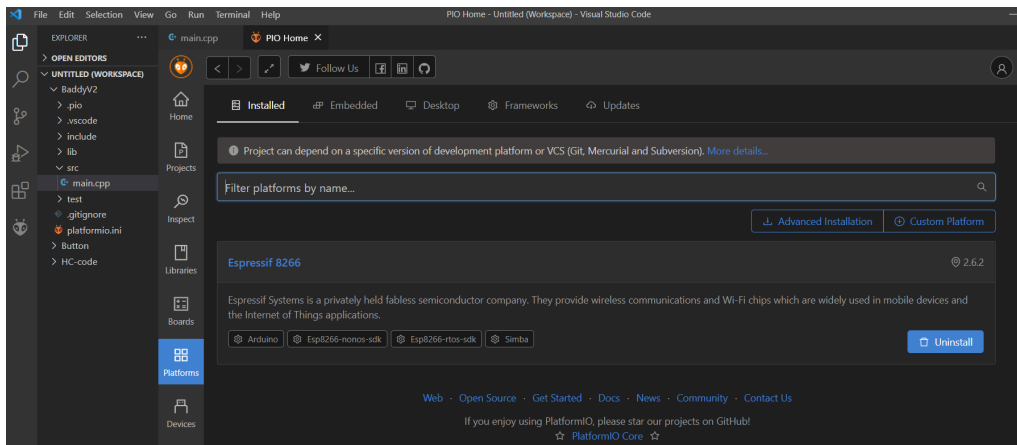 File Edit Selection View Go Run Terminal Help
PIO Home - Untitled (Workspace) - Visual Studio Code
EXPLORER ···
main.cpp
PIO Home ×
OPEN EDITORS
UNTITLED (WORKSPACE)
BaddyV2
.pio
.vscode
include
lib
src
main.cpp
test
.gitignore
platformio.ini
Button
HC-code
Home
Projects
Inspect
Libraries
Boards
Platforms
Devices
< > Follow Us
Installed Embedded Desktop Frameworks Updates
Project can depend on a specific version of development platform or VCS (Git, Mercurial and Subversion). More details...
Filter platforms by name...
Advanced Installation Custom Platform
Espressif 8266 2.6.2
Espressif Systems is a privately held fabless semiconductor company. They provide wireless communications and Wi-Fi chips which are widely used in mobile devices and
the Internet of Things applications.
Arduino Esp8266-nonos-sdk Esp8266-rtos-sdk Simba
Uninstall
Web · Open Source · Get Started · Docs · News · Community · Contact Us
If you enjoy using PlatformIO, please star our projects on GitHub!
☆ PlatformIO Core ☆